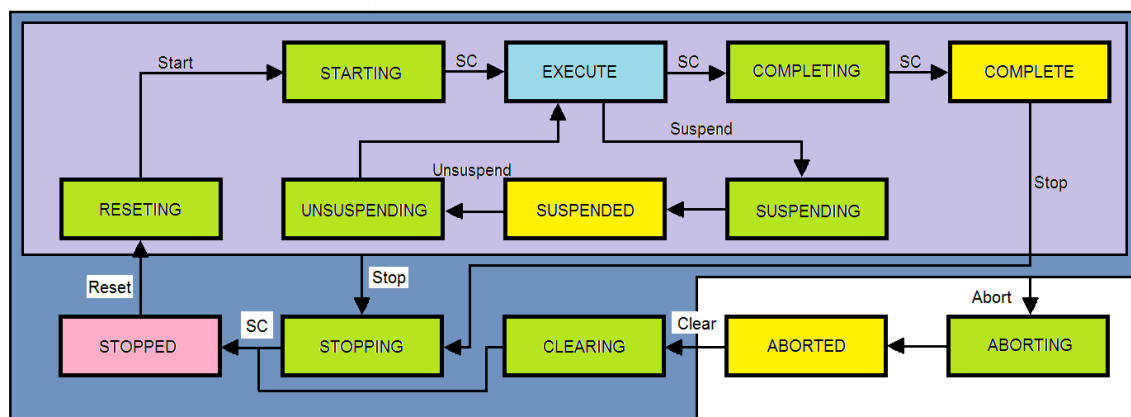 Start
STARTING
SC
EXECUTE
SC
COMPLETING
SC
COMPLETE
Suspend
Unsuspend
Stop
RESETING
UNSUSPENDING
SUSPENDED
SUSPENDING
Reset
Stop
Abort
SC
Clear
STOPPED
STOPPING
CLEARING
ABORTED
ABORTING